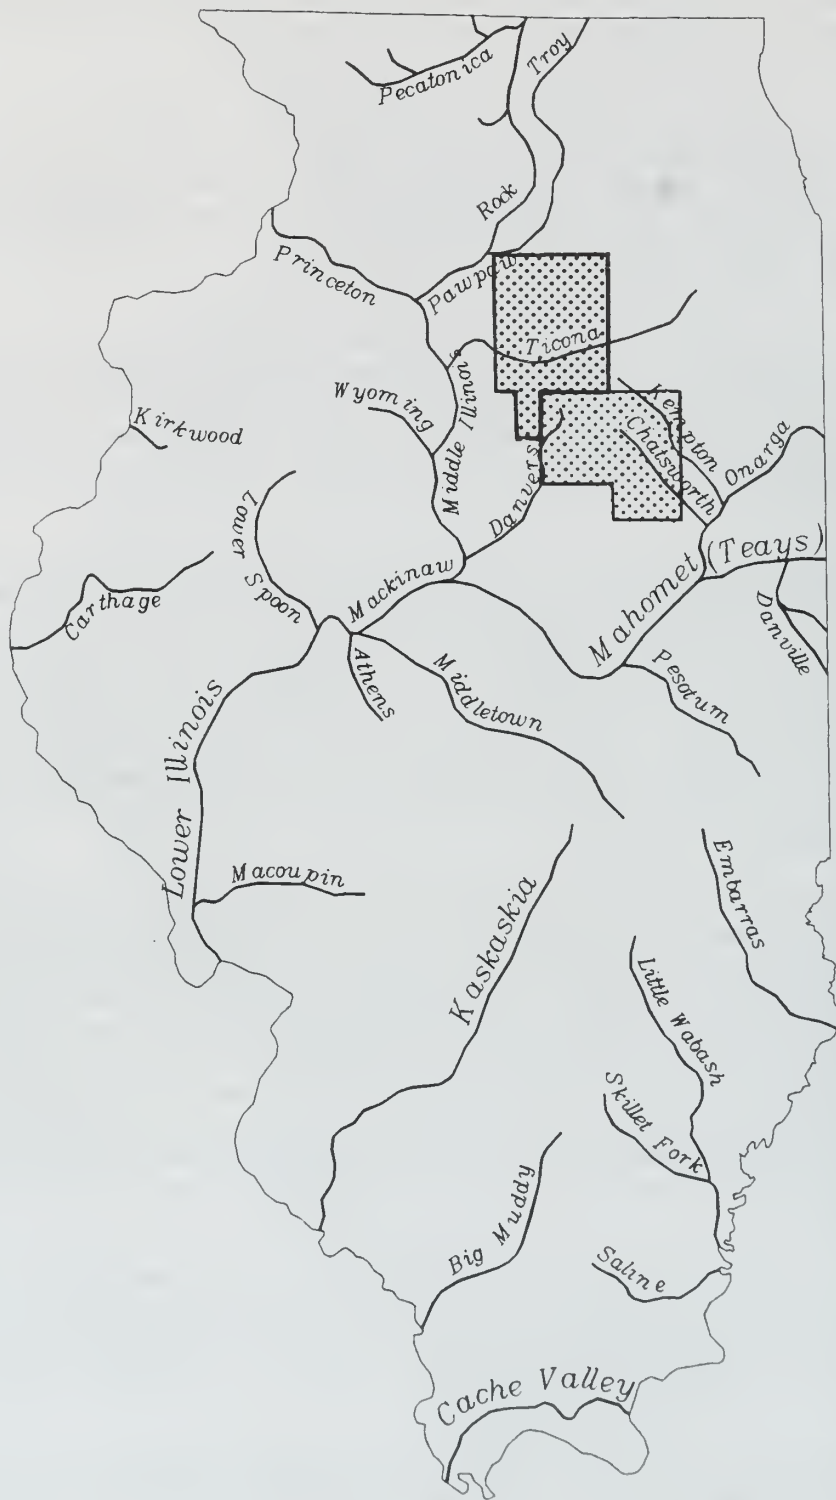 Pecatonica
Troy
Rock
Princeton
Pawpaw
Ticona
Middle Illinois
Wyoming
Kirkwood
Kempton
Chatsworth
Onarga
Danvers
Lower Spoon
Mackinaw
Mahomet (Teays)
Carthage
Danville
Athens
Middletown
Pesotum
Lower Illinois
Macoupin
Kaskaskia
Embarras
Little Wabash
Skillet Fork
Big Muddy
Saline
Cache Valley